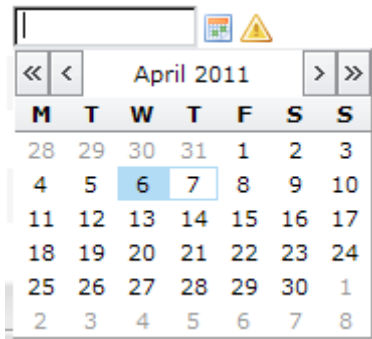 « < April 2011 > »
M T W T F S S
28 29 30 31 1 2 3
4 5 6 7 8 9 10
11 12 13 14 15 16 17
18 19 20 21 22 23 24
25 26 27 28 29 30 1
2 3 4 5 6 7 8